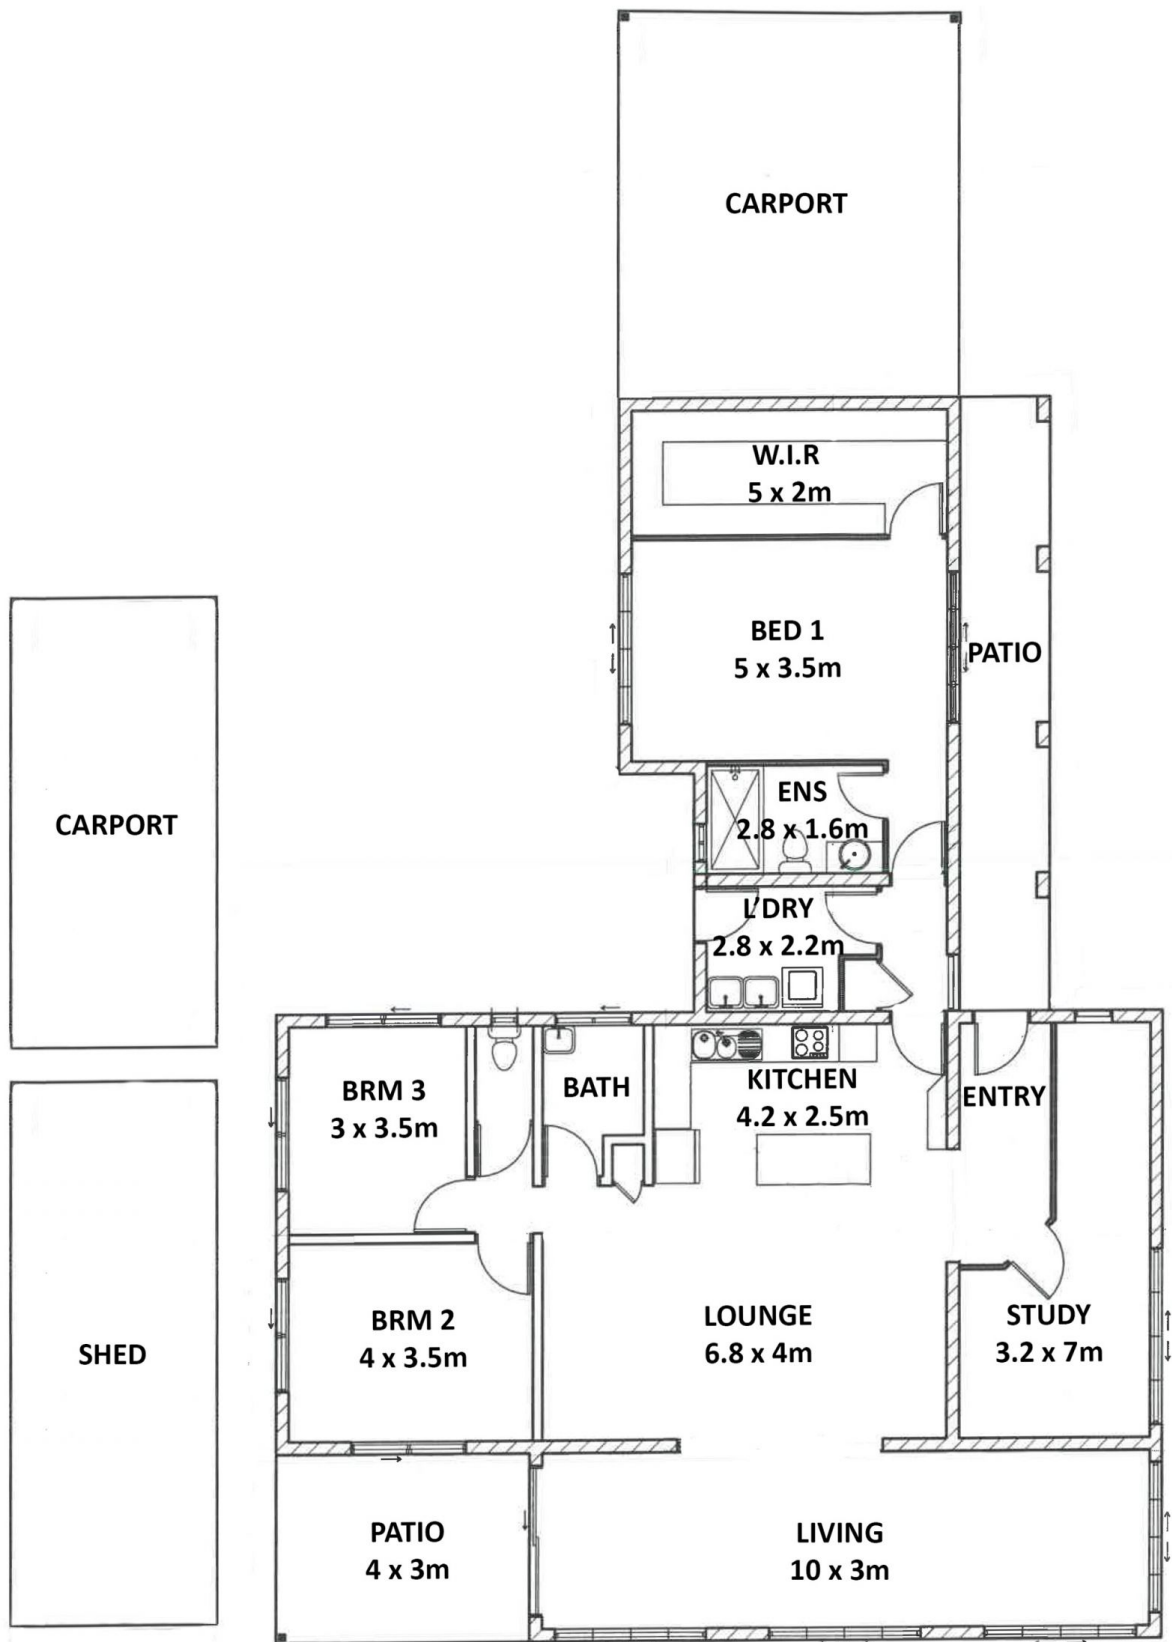 CARPORT
W.I.R
5 x 2m
BED 1
5 x 3.5m
PATIO
ENS
2.8 x 1.6m
CARPORT
L'DRY
2.8 x 2.2m
BRM 3
3 x 3.5m
BATH
KITCHEN
4.2 x 2.5m
ENTRY
SHED
BRM 2
4 x 3.5m
LOUNGE
6.8 x 4m
STUDY
3.2 x 7m
PATIO
4 x 3m
LIVING
10 x 3m